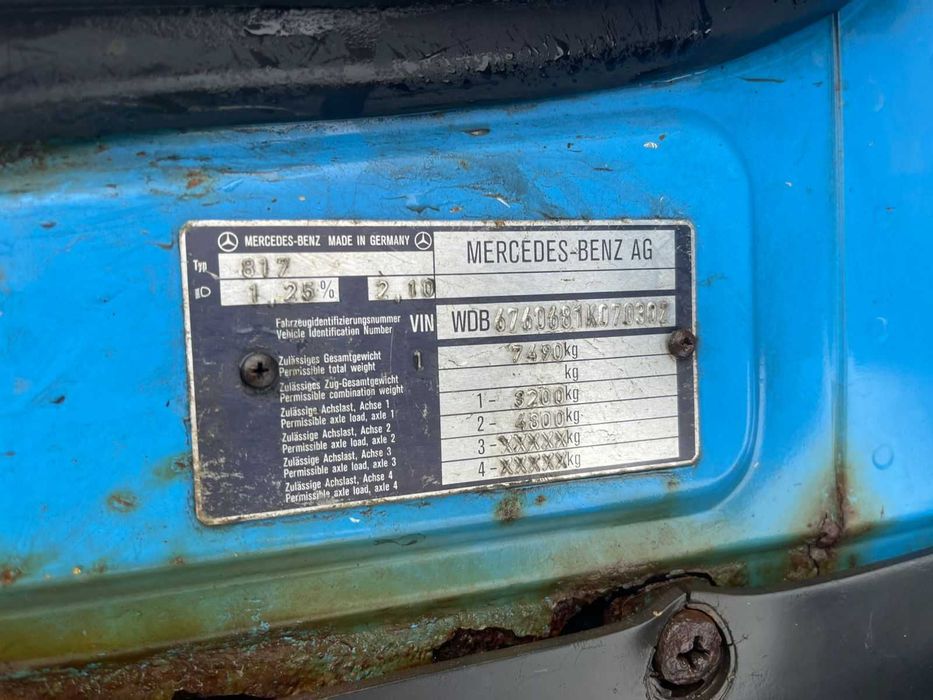 MERCEDES-BENZ MADE IN GERMANY
MERCEDES-BENZ AG
Typ 817
1,25% 2,10
Fahrzeugidentifizierungsnummer
Vehicle Identification Number
VIN WDB6760681K070307
Zulässiges Gesamtgewicht
Permissible total weight
1 7490kg
Zulässiges Zug-Gesamtgewicht
Permissible combination weight
kg
Zulässige Achslast, Achse 1
Permissible axle load, axle 1
1- 3200kg
Zulässige Achslast, Achse 2
Permissible axle load, axle 2
2- 4800kg
Zulässige Achslast, Achse 3
Permissible axle load, axle 3
3-XXXXXkg
Zulässige Achslast, Achse 4
Permissible axle load, axle 4
4-XXXXXkg